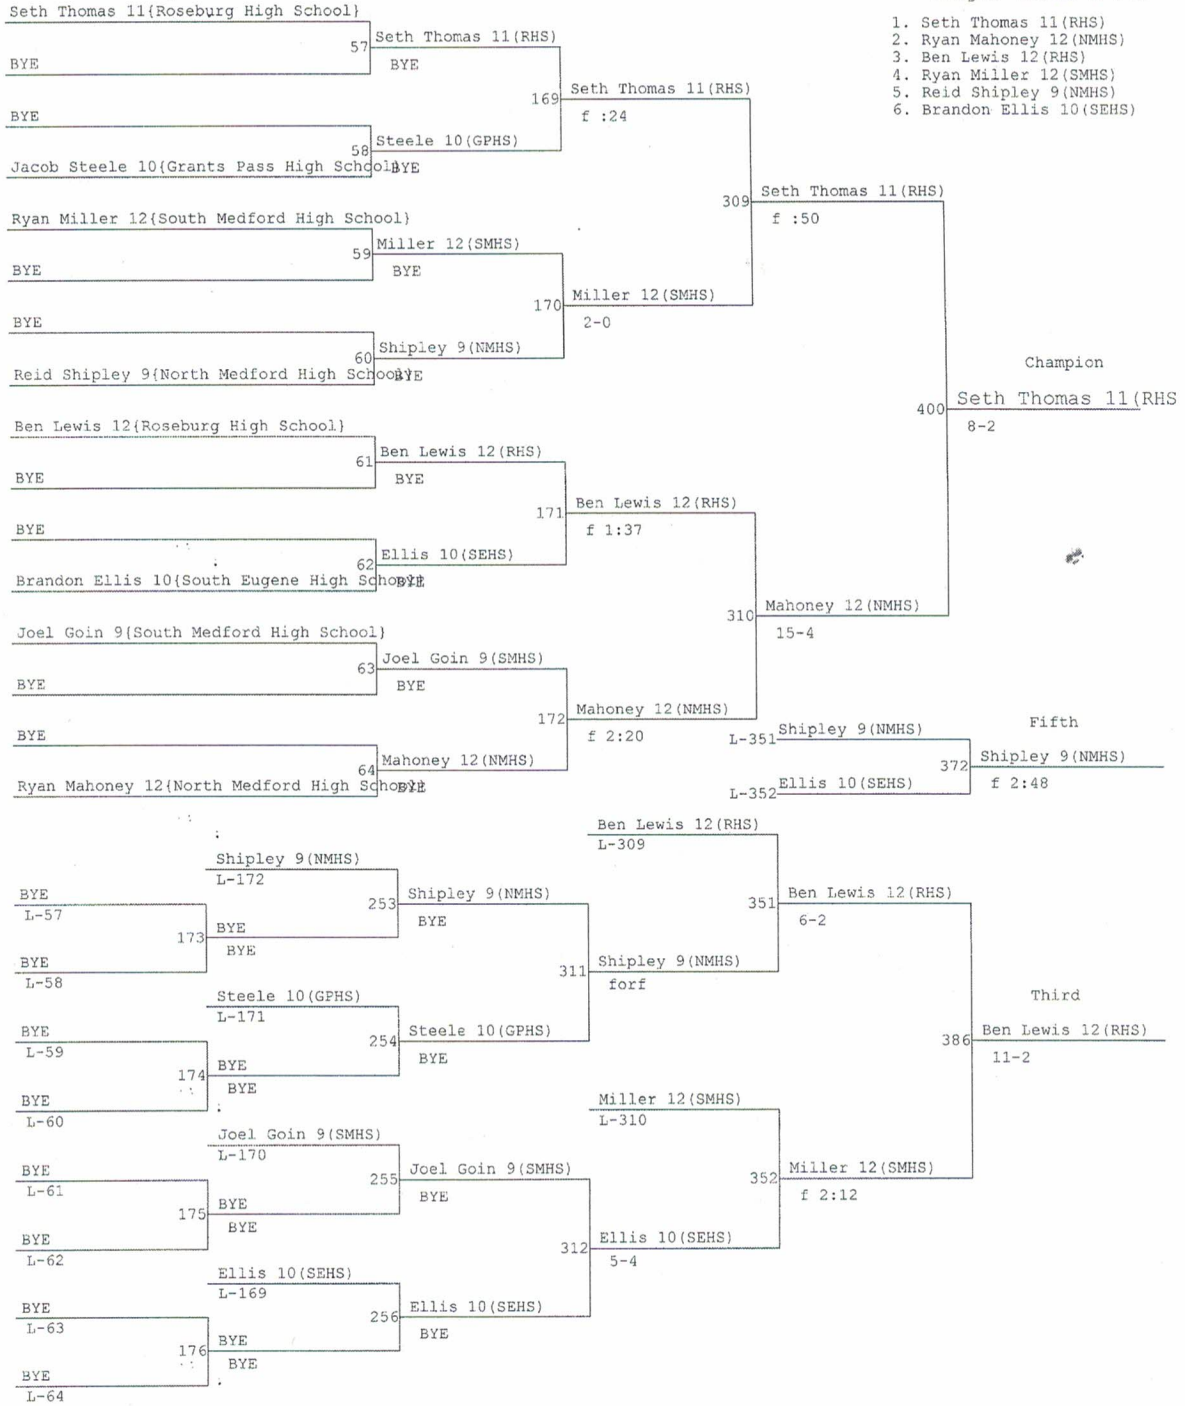 Seth Thomas 11{Roseburg High School}
57
Seth Thomas 11(RHS)
BYE
BYE
169
Seth Thomas 11(RHS)
f :24
BYE
58
Steele 10(GPHS)
Jacob Steele 10{Grants Pass High School}
BYE
309
Seth Thomas 11(RHS)
f :50
Ryan Miller 12{South Medford High School}
59
Miller 12(SMHS)
BYE
BYE
170
Miller 12(SMHS)
2-0
BYE
60
Shipley 9(NMHS)
Reid Shipley 9{North Medford High School}
BYE
Champion
400
Seth Thomas 11(RHS
8-2
Ben Lewis 12{Roseburg High School}
61
Ben Lewis 12(RHS)
BYE
BYE
171
Ben Lewis 12(RHS)
f 1:37
BYE
62
Ellis 10(SEHS)
Brandon Ellis 10{South Eugene High School}
BYE
310
Mahoney 12(NMHS)
15-4
Joel Goin 9{South Medford High School}
63
Joel Goin 9(SMHS)
BYE
BYE
172
Mahoney 12(NMHS)
f 2:20
BYE
64
Mahoney 12(NMHS)
Ryan Mahoney 12{North Medford High School}
BYE
1. Seth Thomas 11(RHS)
2. Ryan Mahoney 12(NMHS)
3. Ben Lewis 12(RHS)
4. Ryan Miller 12(SMHS)
5. Reid Shipley 9(NMHS)
6. Brandon Ellis 10(SEHS)
Fifth
L-351
Shipley 9(NMHS)
372
Shipley 9(NMHS)
f 2:48
L-352
Ellis 10(SEHS)
Ben Lewis 12(RHS)
L-309
Shipley 9(NMHS)
L-172
253
Shipley 9(NMHS)
BYE
351
Ben Lewis 12(RHS)
6-2
BYE
L-57
173
BYE
BYE
BYE
L-58
311
Shipley 9(NMHS)
forf
Steele 10(GPHS)
L-171
254
Steele 10(GPHS)
BYE
BYE
L-59
174
BYE
BYE
BYE
L-60
Third
386
Ben Lewis 12(RHS)
11-2
Miller 12(SMHS)
L-310
Joel Goin 9(SMHS)
L-170
255
Joel Goin 9(SMHS)
BYE
352
Miller 12(SMHS)
f 2:12
BYE
L-61
175
BYE
BYE
BYE
L-62
312
Ellis 10(SEHS)
5-4
Ellis 10(SEHS)
L-169
256
Ellis 10(SEHS)
BYE
BYE
L-63
176
BYE
BYE
BYE
L-64